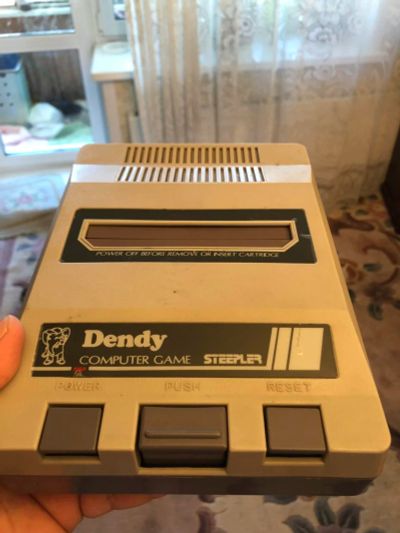 POWER OFF BEFORE REMOVE OR INSERT CARTRIDGE
Dendy
COMPUTER GAME STEEPLER
POWER PUSH RESET